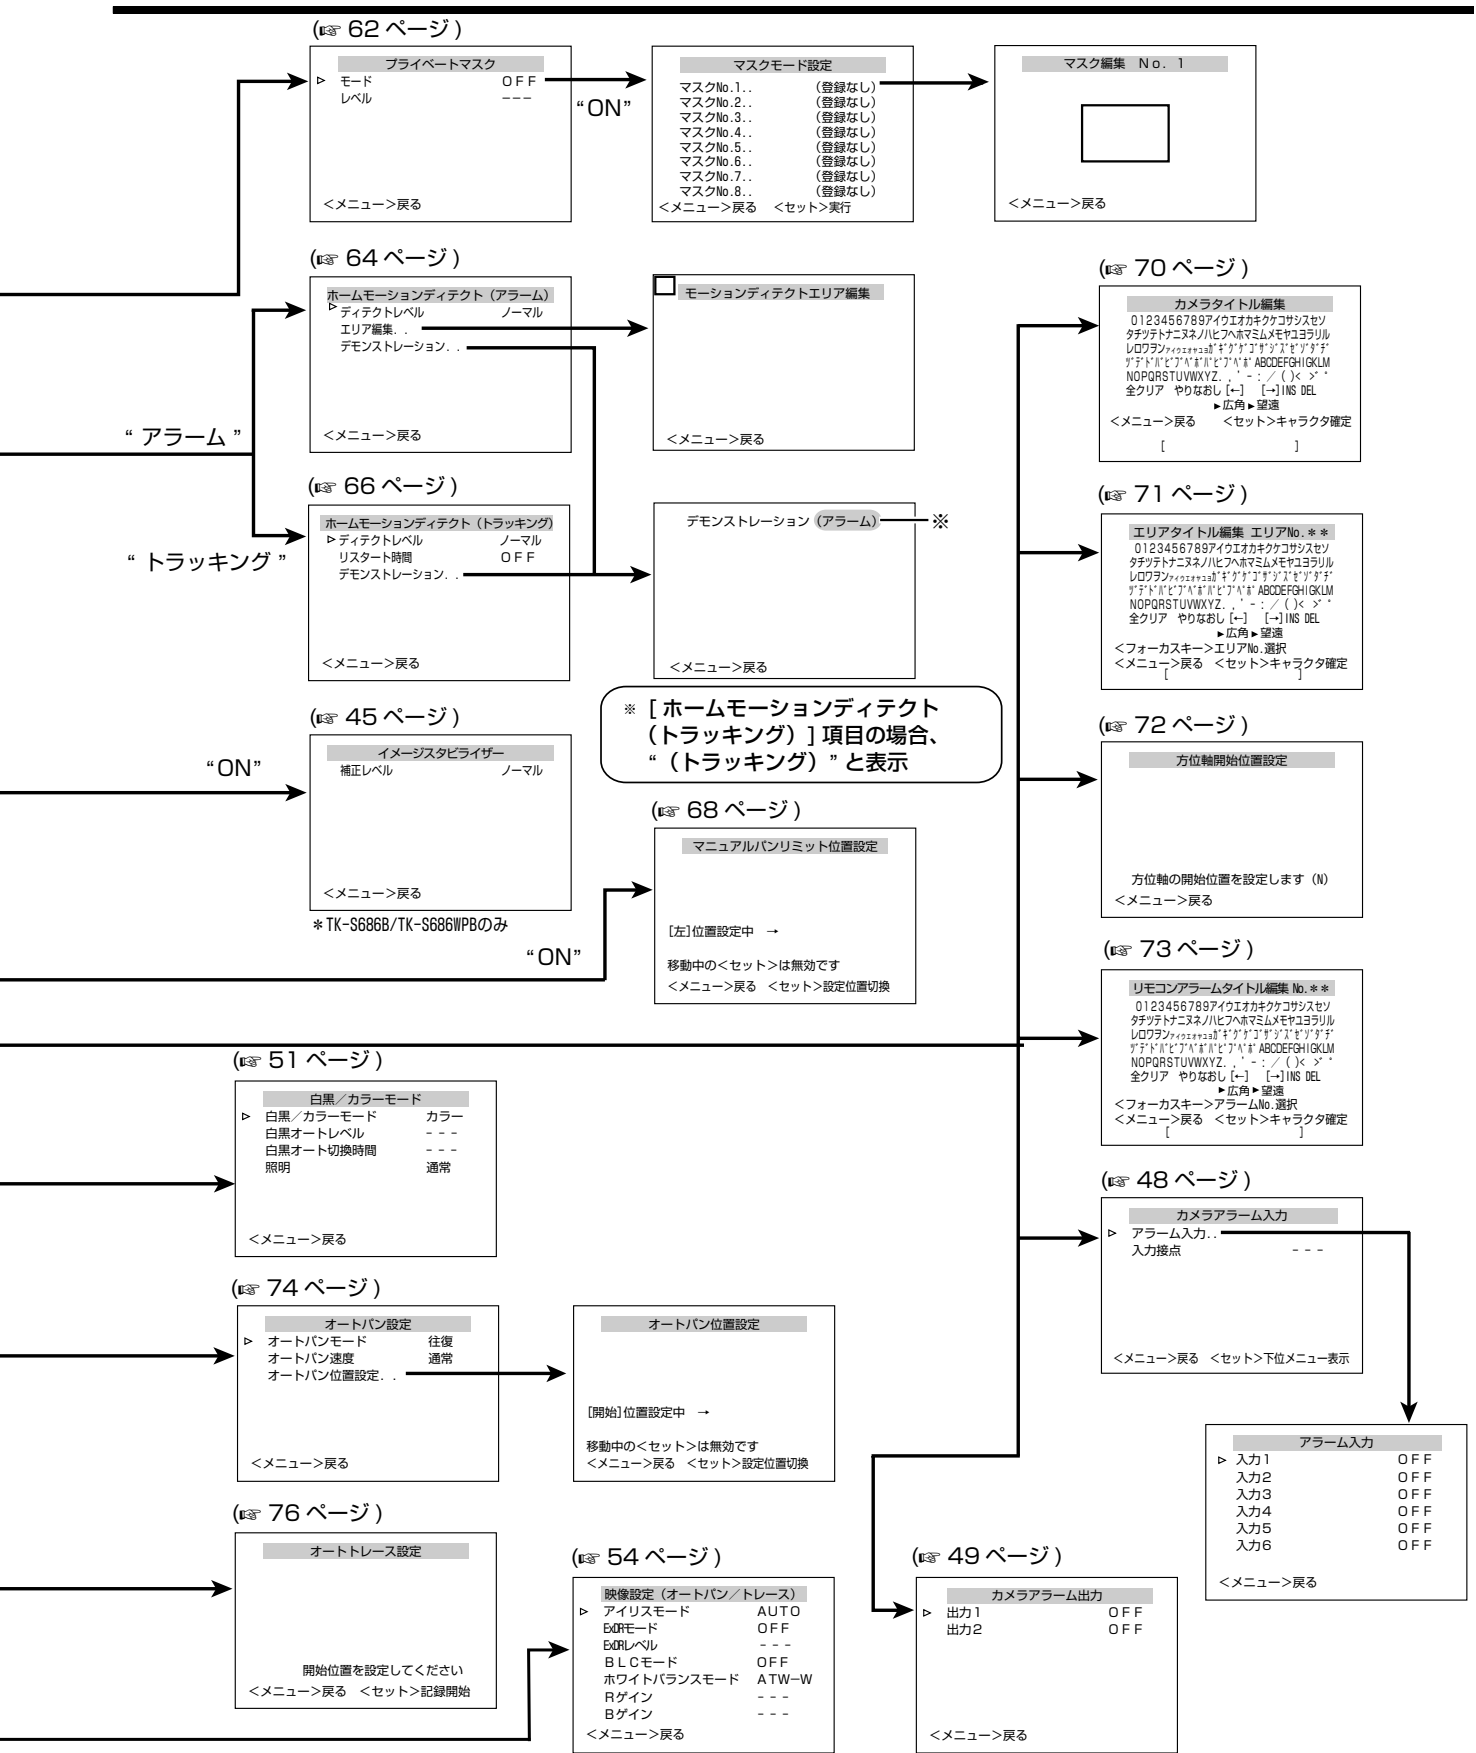 (☞ 62 ページ )
プライベートマスク
▷ モード OFF
レベル ---
<メニュー>戻る
“ON”
マスクモード設定
マスクNo.1.. (登録なし)
マスクNo.2.. (登録なし)
マスクNo.3.. (登録なし)
マスクNo.4.. (登録なし)
マスクNo.5.. (登録なし)
マスクNo.6.. (登録なし)
マスクNo.7.. (登録なし)
マスクNo.8.. (登録なし)
<メニュー>戻る <セット>実行
マスク編集 No. 1
<メニュー>戻る
(☞ 64 ページ )
ホームモーションディテクト（アラーム）
▷ ディテクトレベル ノーマル
エリア編集..
デモンストレーション..
<メニュー>戻る
モーションディテクトエリア編集
<メニュー>戻る
“ アラーム ”
(☞ 66 ページ )
ホームモーションディテクト（トラッキング）
▷ ディテクトレベル ノーマル
リスタート時間 OFF
デモンストレーション..
<メニュー>戻る
“ トラッキング ”
デモンストレーション（アラーム） ※
<メニュー>戻る
※ [ ホームモーションディテクト
（トラッキング）] 項目の場合、
“（トラッキング）” と表示
(☞ 45 ページ )
イメージスタビライザー
補正レベル ノーマル
<メニュー>戻る
＊TK-S686B/TK-S686WPBのみ
“ON”
(☞ 68 ページ )
マニュアルパンリミット位置設定
[左]位置設定中 →
移動中の<セット>は無効です
<メニュー>戻る <セット>設定位置切換
“ON”
(☞ 51 ページ )
白黒／カラーモード
▷ 白黒／カラーモード カラー
白黒オートレベル ---
白黒オート切換時間 ---
照明 通常
<メニュー>戻る
(☞ 74 ページ )
オートパン設定
▷ オートパンモード 往復
オートパン速度 通常
オートパン位置設定..
<メニュー>戻る
オートパン位置設定
[開始]位置設定中 →
移動中の<セット>は無効です
<メニュー>戻る <セット>設定位置切換
(☞ 76 ページ )
オートトレース設定
開始位置を設定してください
<メニュー>戻る <セット>記録開始
(☞ 54 ページ )
映像設定（オートパン／トレース）
▷ アイリスモード AUTO
ExDRモード OFF
ExDRレベル ---
BLCモード OFF
ホワイトバランスモード ATW−W
Rゲイン ---
Bゲイン ---
<メニュー>戻る
(☞ 70 ページ )
カメラタイトル編集
0123456789アイウエオカキクケコサシスセソ
タチツテトナニヌネノハヒフヘホマミムメモヤユヨラリル
レロワヲンァィゥェォャュョガギグゲゴザジズゼゾダヂ
ヅデドバビブベボパピプペポABCDEFGHIGKLM
NOPQRSTUVWXYZ. , ' - : ／ ( )< >゛゜
全クリア やりなおし [←] [→]INS DEL
▶広角▶望遠
<メニュー>戻る <セット>キャラクタ確定
[ ]
(☞ 71 ページ )
エリアタイトル編集 エリアNo.＊＊
0123456789アイウエオカキクケコサシスセソ
タチツテトナニヌネノハヒフヘホマミムメモヤユヨラリル
レロワヲンァィゥェォャュョガギグゲゴザジズゼゾダヂ
ヅデドバビブベボパピプペポABCDEFGHIGKLM
NOPQRSTUVWXYZ. , ' - : ／ ( )< >゛゜
全クリア やりなおし [←] [→]INS DEL
▶広角▶望遠
<フォーカスキー>エリアNo.選択
<メニュー>戻る <セット>キャラクタ確定
[ ]
(☞ 72 ページ )
方位軸開始位置設定
方位軸の開始位置を設定します（N）
<メニュー>戻る
(☞ 73 ページ )
リモコンアラームタイトル編集 No.＊＊
0123456789アイウエオカキクケコサシスセソ
タチツテトナニヌネノハヒフヘホマミムメモヤユヨラリル
レロワヲンァィゥェォャュョガギグゲゴザジズゼゾダヂ
ヅデドバビブベボパピプペポABCDEFGHIGKLM
NOPQRSTUVWXYZ. , ' - : ／ ( )< >゛゜
全クリア やりなおし [←] [→]INS DEL
▶広角▶望遠
<フォーカスキー>アラームNo.選択
<メニュー>戻る <セット>キャラクタ確定
[ ]
(☞ 48 ページ )
カメラアラーム入力
▷ アラーム入力..
入力接点 ---
<メニュー>戻る <セット>下位メニュー表示
アラーム入力
▷ 入力1 OFF
入力2 OFF
入力3 OFF
入力4 OFF
入力5 OFF
入力6 OFF
<メニュー>戻る
(☞ 49 ページ )
カメラアラーム出力
▷ 出力1 OFF
出力2 OFF
<メニュー>戻る